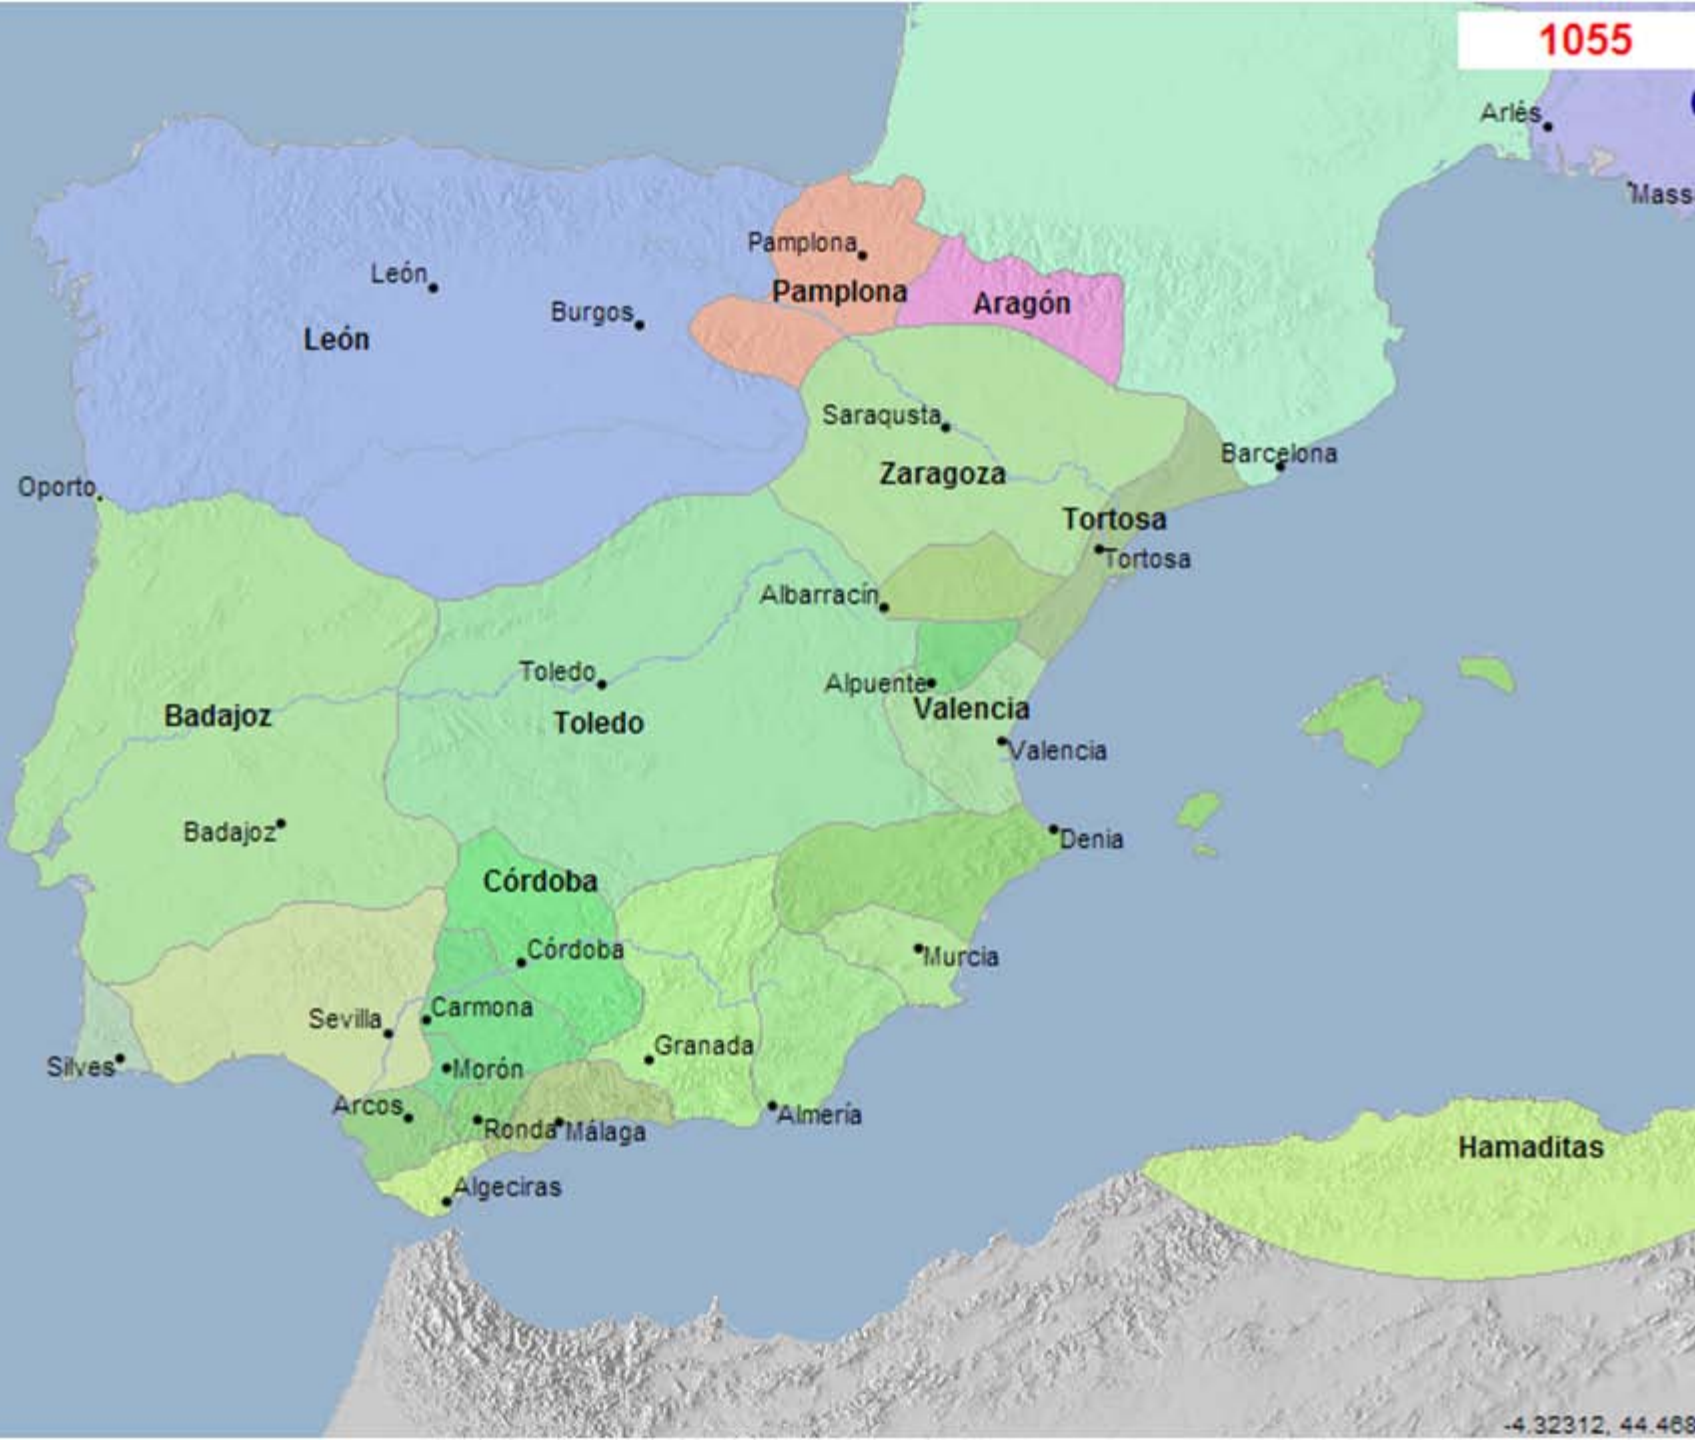 1055
Arlés
Mass
Pamplona
León
Pamplona
Aragón
Burgos
León
Saraqusta
Barcelona
Zaragoza
Oporto
Tortosa
Tortosa
Albarracín
Toledo
Alpuente
Badajoz
Toledo
Valencia
Valencia
Badajoz
Denia
Córdoba
Córdoba
Murcia
Carmona
Sevilla
Granada
Silves
Morón
Arcos
Almería
Ronda
Málaga
Hamaditas
Algeciras
-4.32312, 44.468